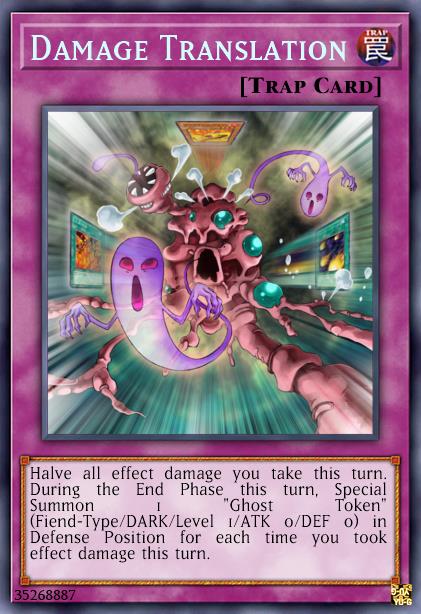 DAMAGE TRANSLATION
TRAP
罠
[TRAP CARD]
Halve all effect damage you take this turn.
During the End Phase this turn, Special
Summon 1 "Ghost Token"
(Fiend-Type/DARK/Level 1/ATK 0/DEF 0) in
Defense Position for each time you took
effect damage this turn.
35268887